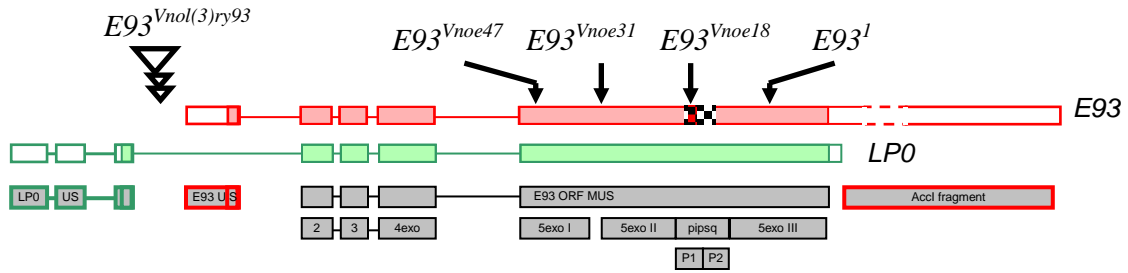 E93Vnol(3)ry93
E93Vnoe47 E93Vnoe31 E93Vnoe18 E931
E93
LP0
LP0 US E93 US E93 ORF MUS AccI fragment
2 3 4exo 5exo I 5exo II pipsq 5exo III
P1 P2